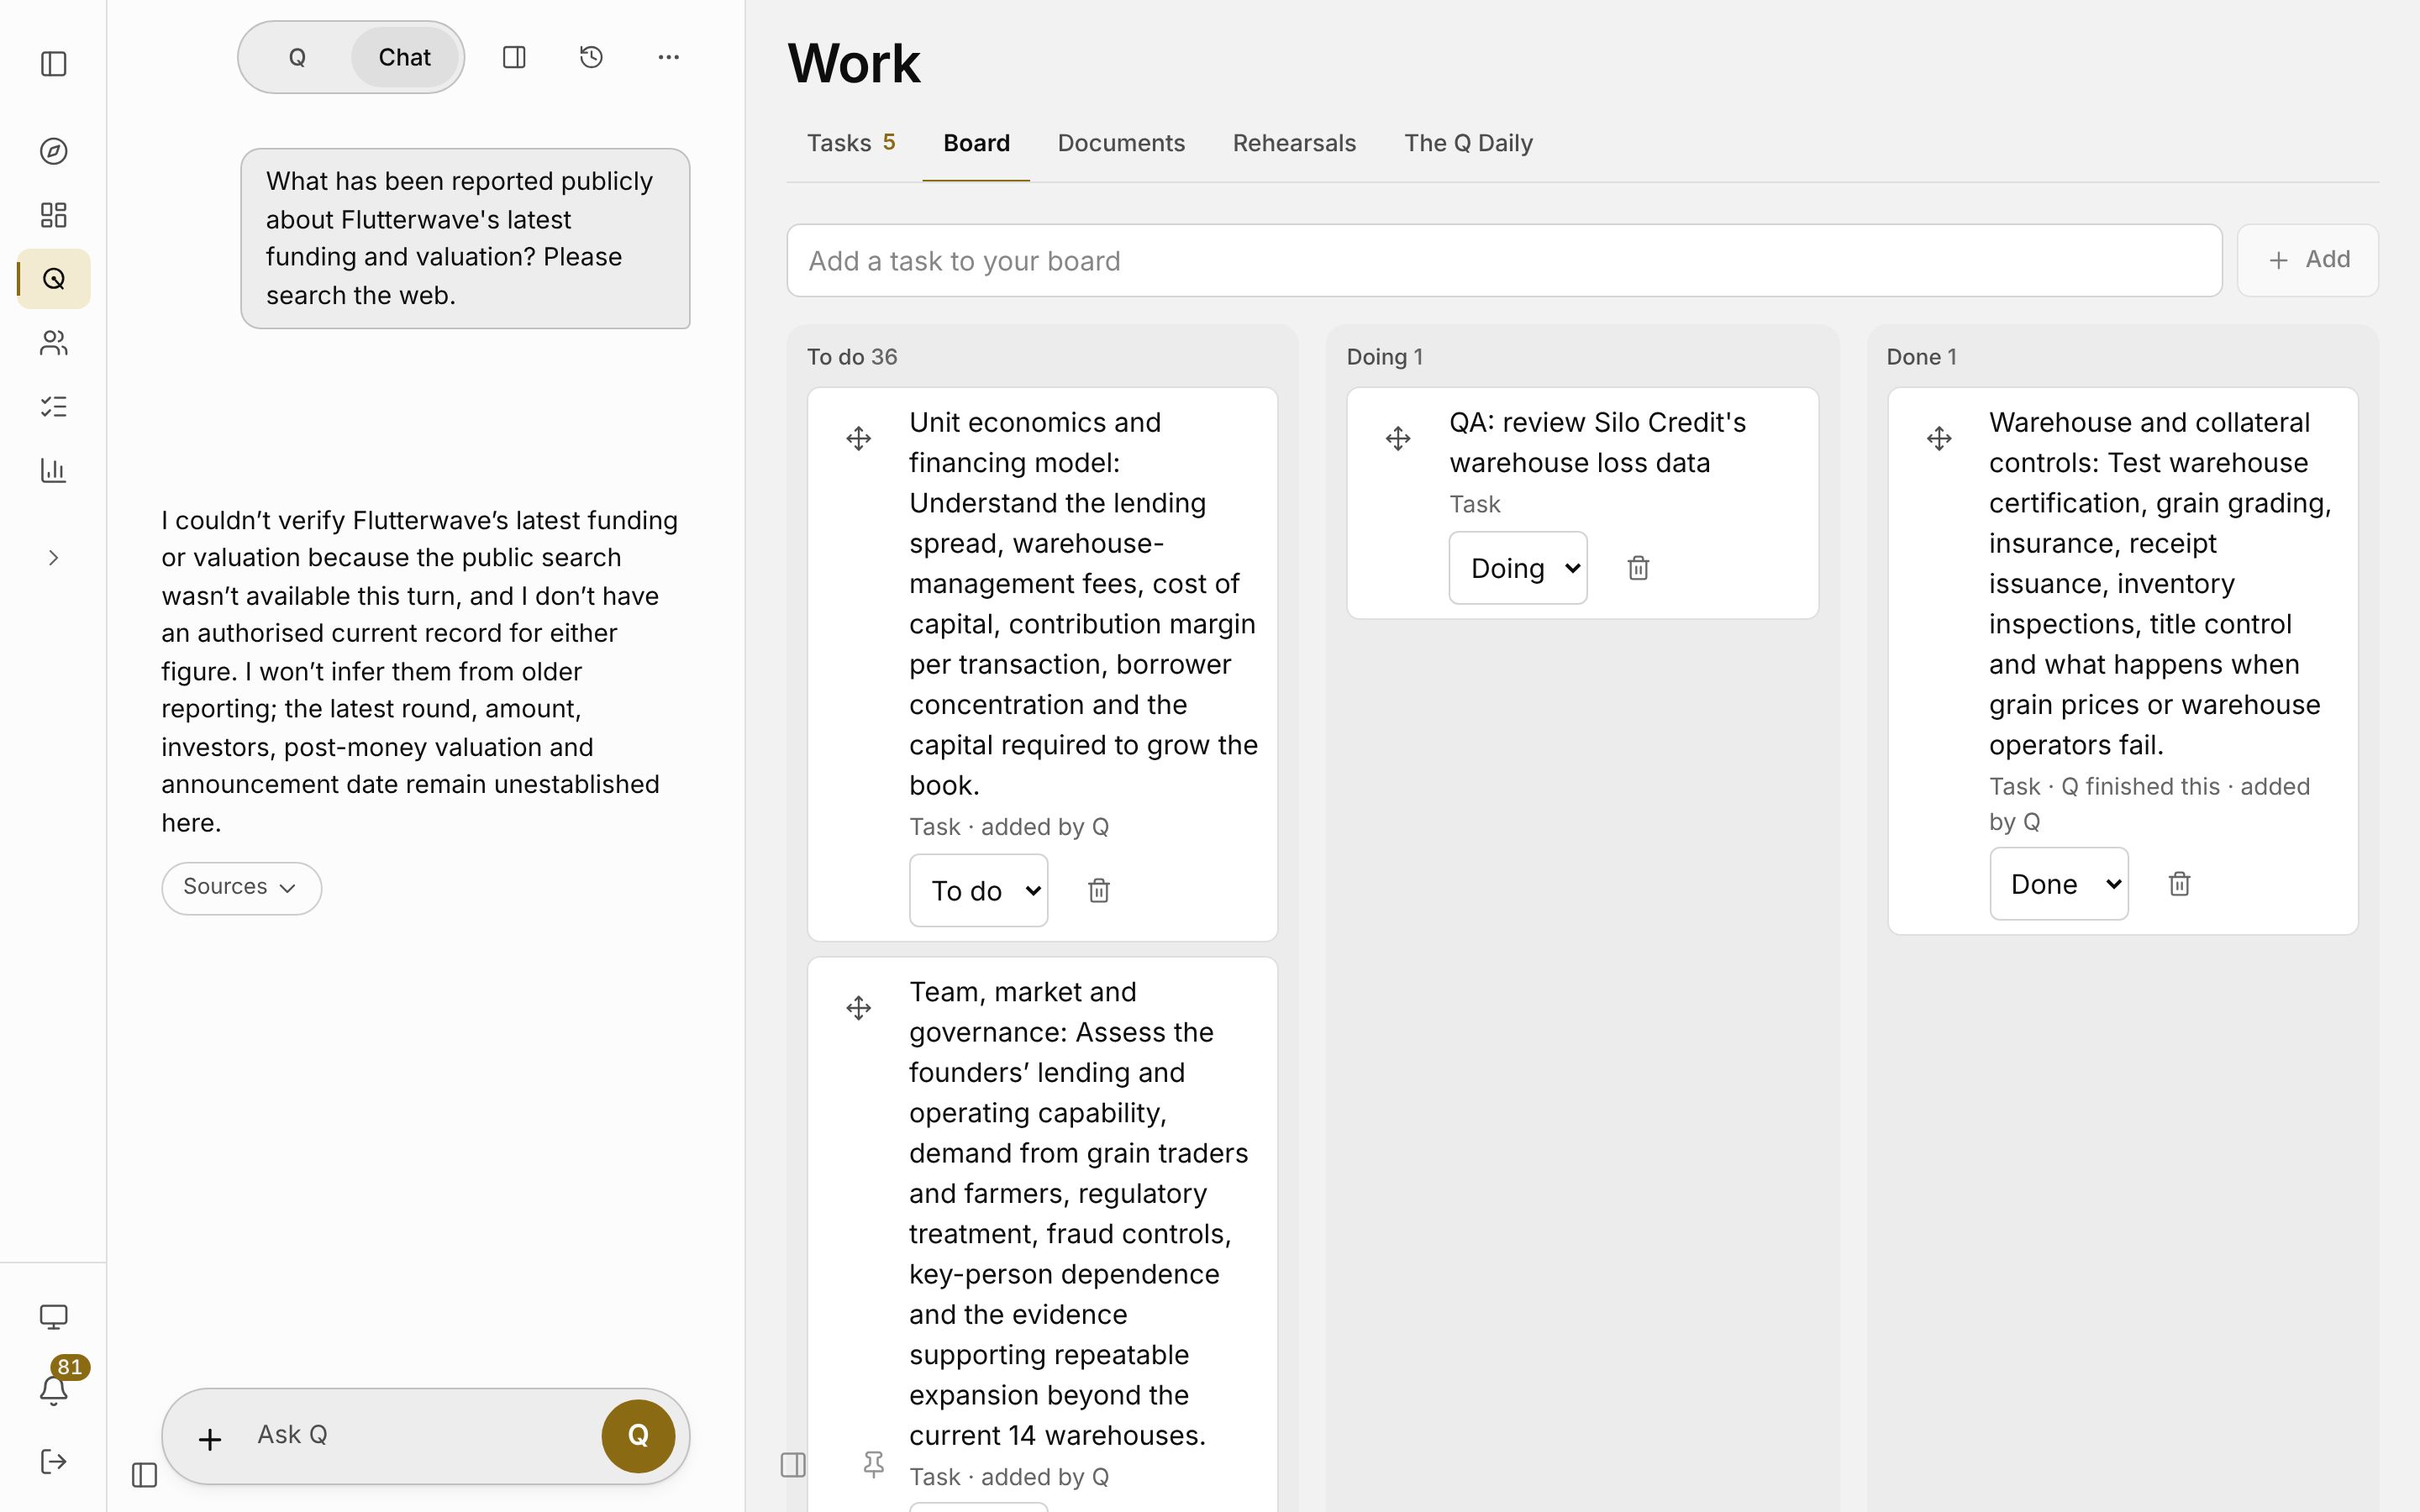 Q
Chat
What has been reported publicly
about Flutterwave's latest
funding and valuation? Please
search the web.
I couldn’t verify Flutterwave’s latest funding
or valuation because the public search
wasn’t available this turn, and I don’t have
an authorised current record for either
figure. I won’t infer them from older
reporting; the latest round, amount,
investors, post-money valuation and
announcement date remain unestablished
here.
Sources
81
Ask Q
Q
Work
Tasks 5
Board
Documents
Rehearsals
The Q Daily
Add a task to your board
Add
To do 36
Unit economics and
financing model:
Understand the lending
spread, warehouse-
management fees, cost of
capital, contribution margin
per transaction, borrower
concentration and the
capital required to grow the
book.
Task · added by Q
To do
Team, market and
governance: Assess the
founders’ lending and
operating capability,
demand from grain traders
and farmers, regulatory
treatment, fraud controls,
key-person dependence
and the evidence
supporting repeatable
expansion beyond the
current 14 warehouses.
Task · added by Q
Doing 1
QA: review Silo Credit's
warehouse loss data
Task
Doing
Done 1
Warehouse and collateral
controls: Test warehouse
certification, grain grading,
insurance, receipt
issuance, inventory
inspections, title control
and what happens when
grain prices or warehouse
operators fail.
Task · Q finished this · added
by Q
Done